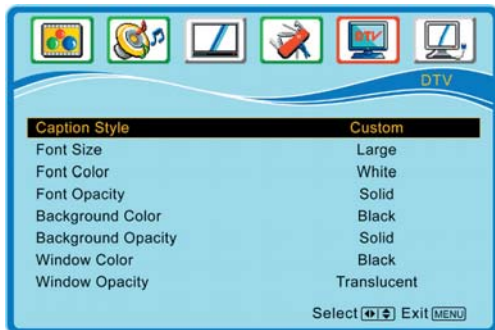 DTV
DTV
Caption Style Custom
Font Size Large
Font Color White
Font Opacity Solid
Background Color Black
Background Opacity Solid
Window Color Black
Window Opacity Translucent
Select Exit MENU